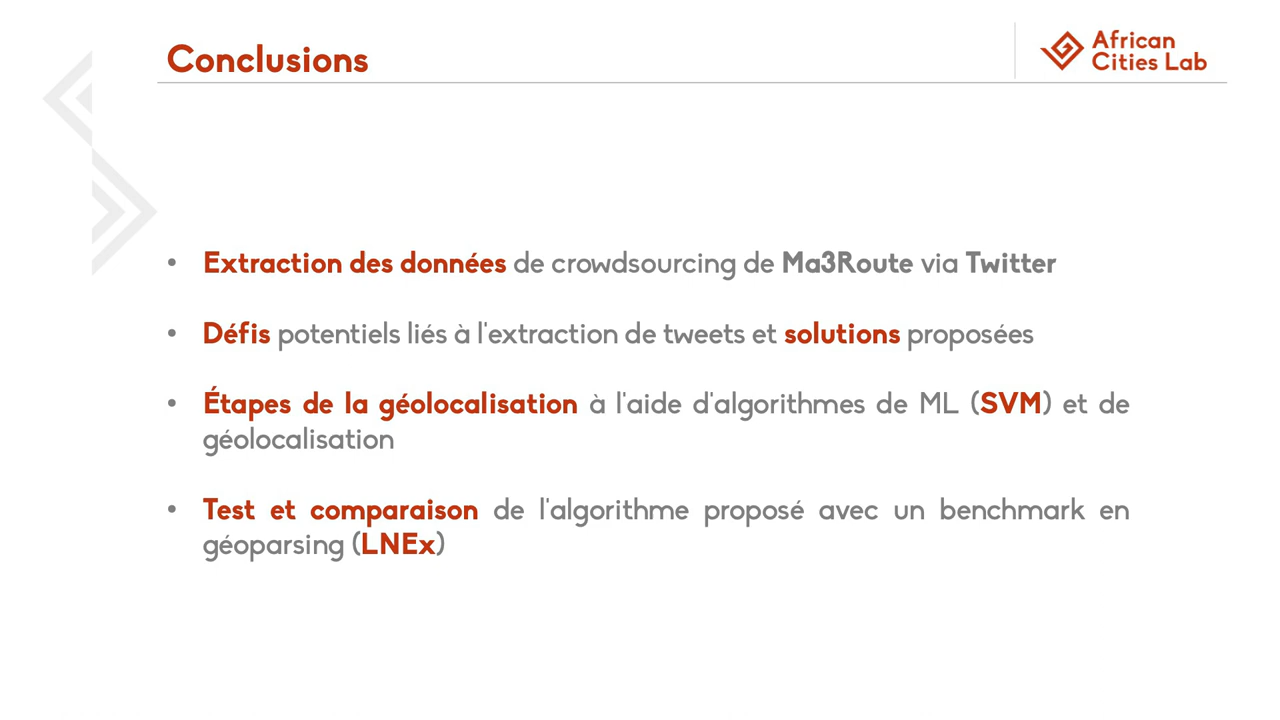 Conclusions
African
Cities Lab
• Extraction des données de crowdsourcing de Ma3Route via Twitter
• Défis potentiels liés à l'extraction de tweets et solutions proposées
• Étapes de la géolocalisation à l'aide d'algorithmes de ML (SVM) et de
géolocalisation
• Test et comparaison de l'algorithme proposé avec un benchmark en
géoparsing (LNEx)